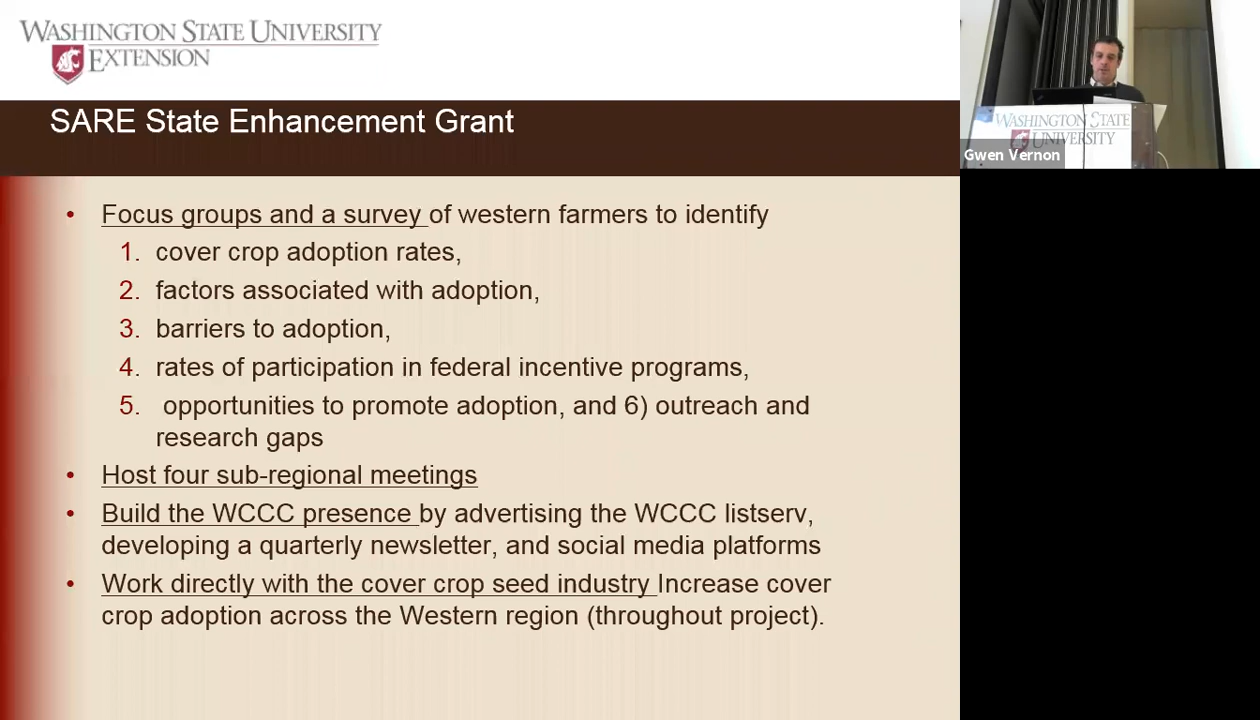 WASHINGTON STATE UNIVERSITY
EXTENSION
SARE State Enhancement Grant
• Focus groups and a survey of western farmers to identify
1. cover crop adoption rates,
2. factors associated with adoption,
3. barriers to adoption,
4. rates of participation in federal incentive programs,
5. opportunities to promote adoption, and 6) outreach and
research gaps
• Host four sub-regional meetings
• Build the WCCC presence by advertising the WCCC listserv,
developing a quarterly newsletter, and social media platforms
• Work directly with the cover crop seed industry Increase cover
crop adoption across the Western region (throughout project).
WASHINGTON STATE
UNIVERSITY
Gwen Vernon